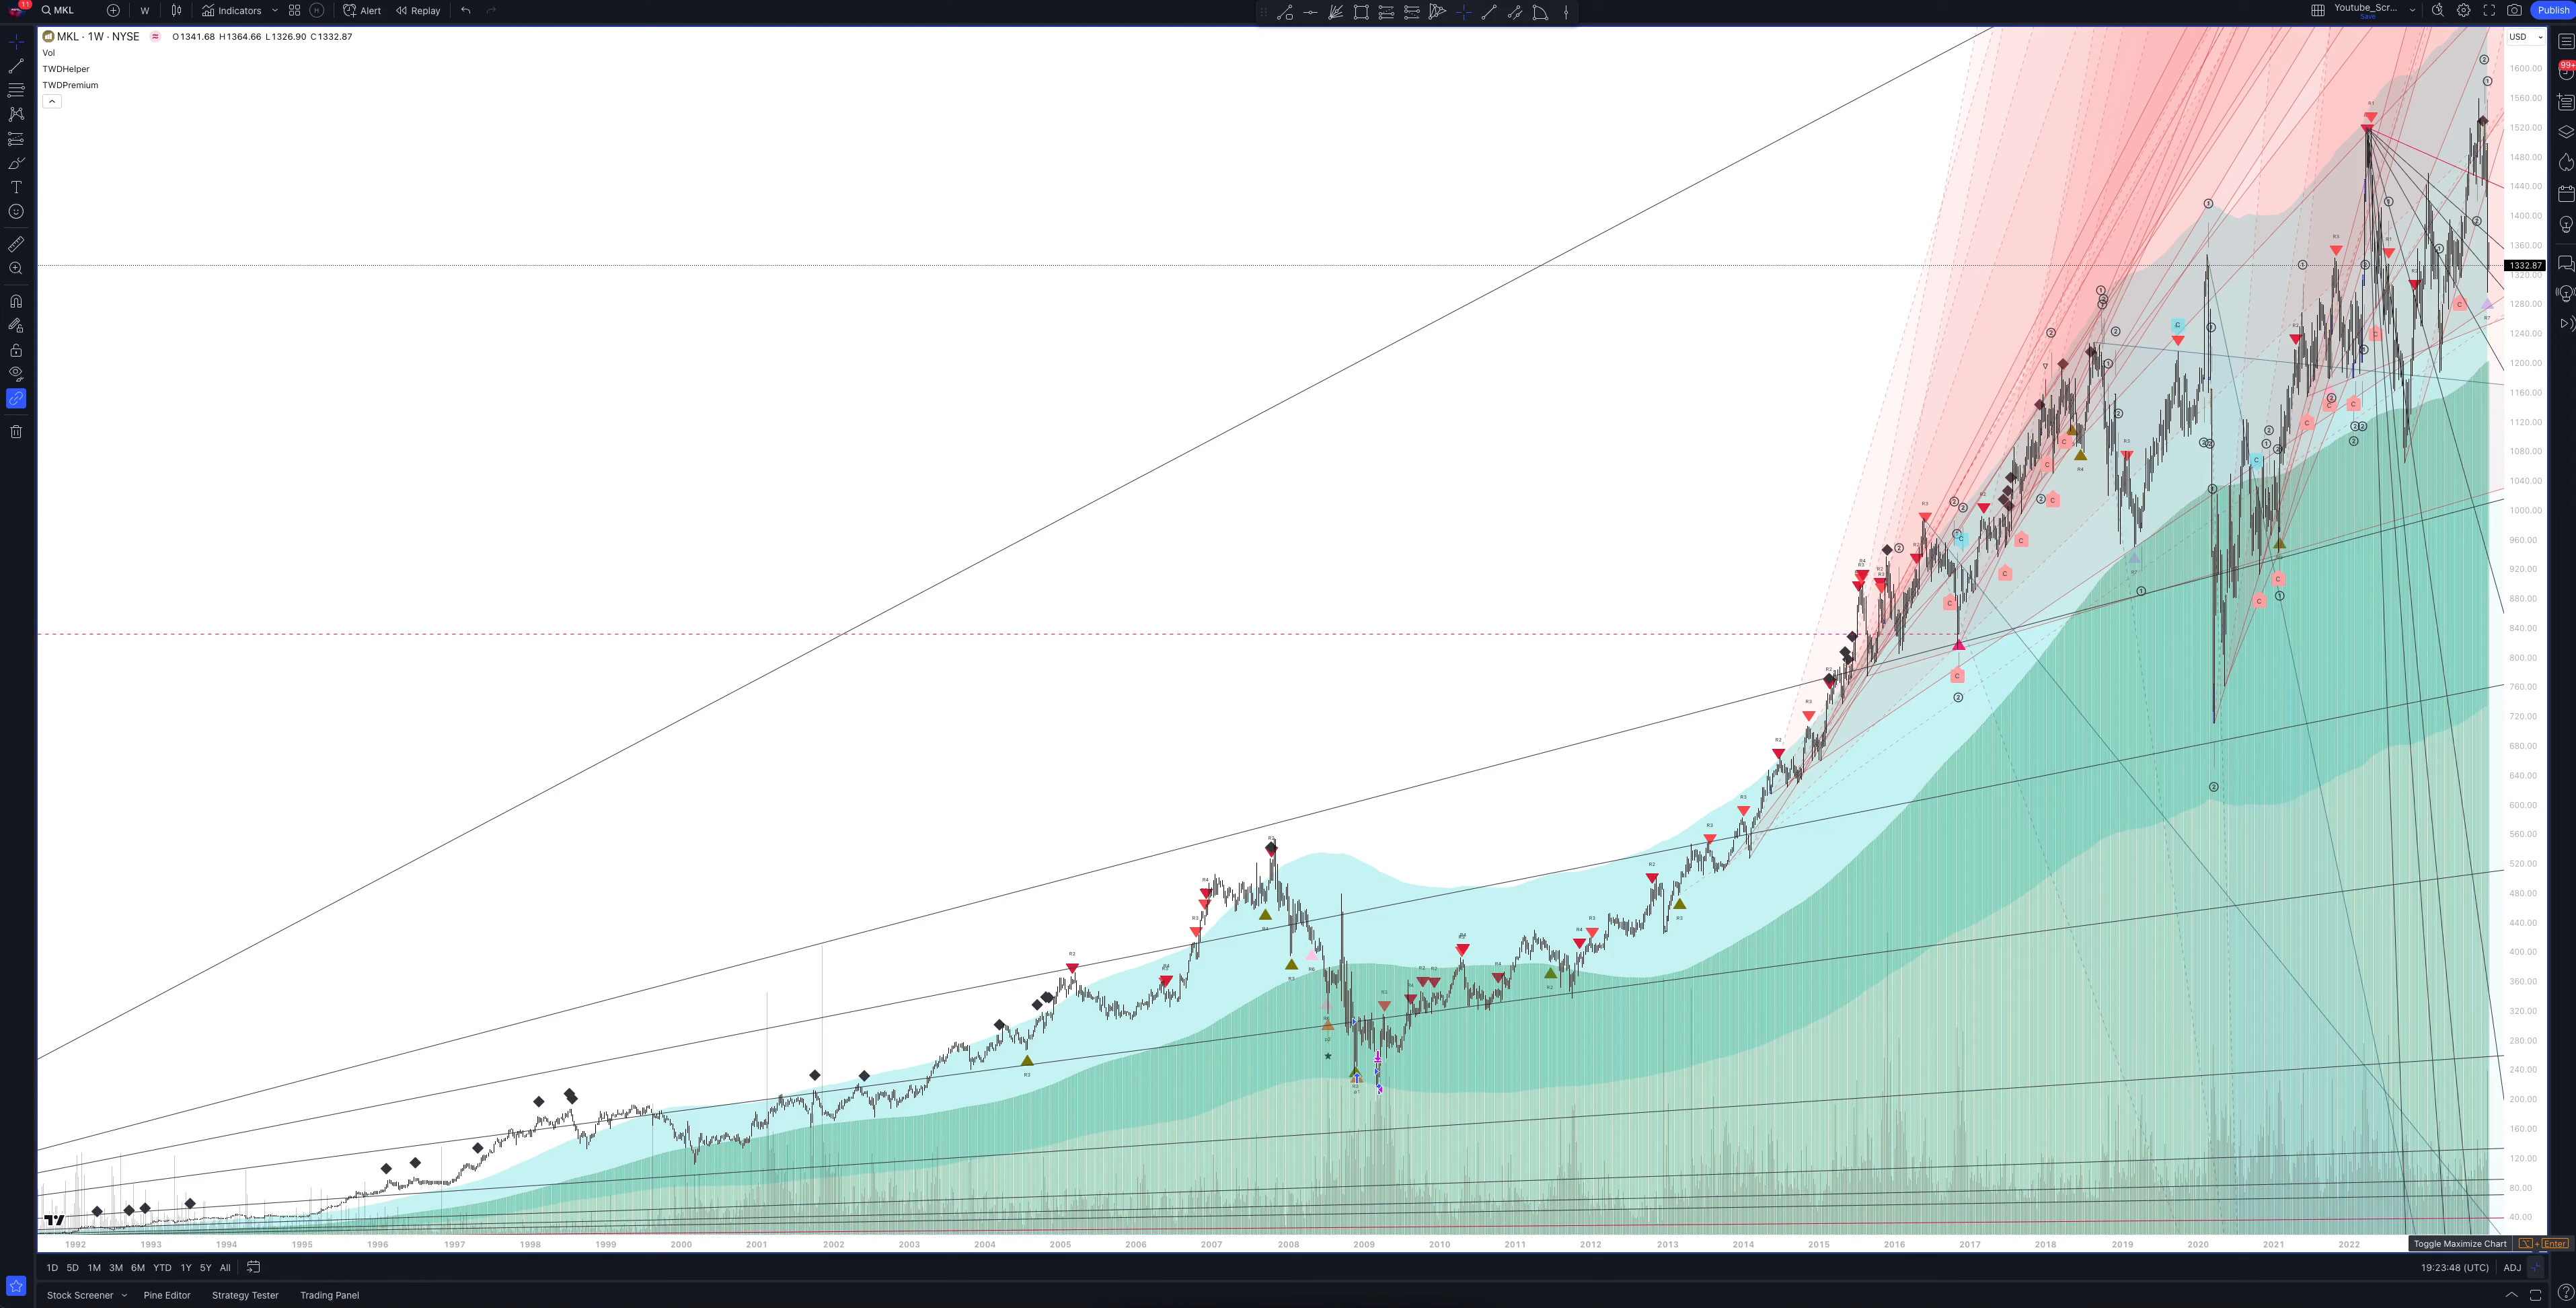 11
MKL
W
Indicators
Alert
Replay
Youtube_Scr...
Save
Publish
MKL · 1W · NYSE O1341.68 H1364.66 L1326.90 C1332.87
USD
Vol
TWDHelper
TWDPremium
99+
1600.00
1560.00
1520.00
1480.00
1440.00
1400.00
1360.00
1332.87
1320.00
1280.00
1240.00
1200.00
1160.00
1120.00
1080.00
1040.00
1000.00
960.00
920.00
880.00
840.00
800.00
760.00
720.00
680.00
640.00
600.00
560.00
520.00
480.00
440.00
400.00
360.00
320.00
280.00
240.00
200.00
160.00
120.00
80.00
40.00
1992 1993 1994 1995 1996 1997 1998 1999 2000 2001 2002 2003 2004 2005 2006 2007 2008 2009 2010 2011 2012 2013 2014 2015 2016 2017 2018 2019 2020 2021 2022
Toggle Maximize Chart ⌥ + Enter
1D 5D 1M 3M 6M YTD 1Y 5Y All
19:23:48 (UTC) ADJ
Stock Screener Pine Editor Strategy Tester Trading Panel